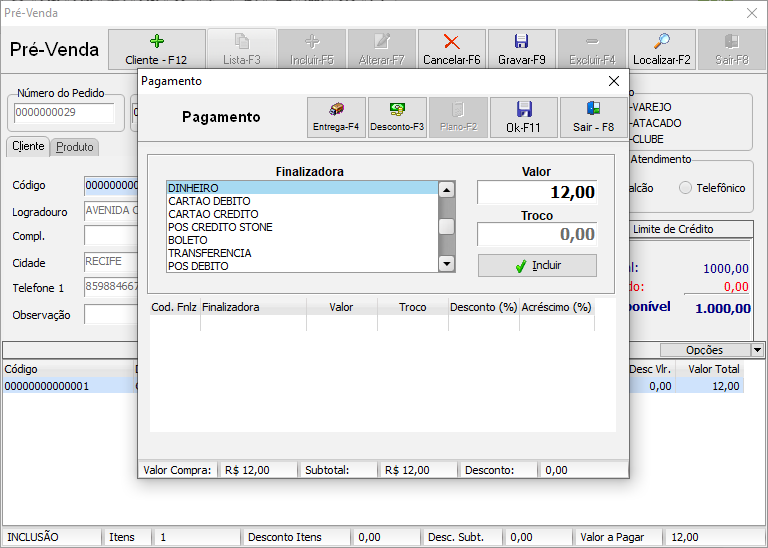 Pré-Venda
Pré-Venda
Cliente - F12
Lista-F3
Incluir-F5
Alterar-F7
Cancelar-F6
Gravar-F9
Excluir-F4
Localizar-F2
Sair-F8
Pagamento
Pagamento
Entrega-F4
Desconto-F3
Plano-F2
Ok-F11
Sair - F8
Número do Pedido
0000000029
-VAREJO
-ATACADO
-CLUBE
Cliente
Produto
Atendimento
Telefônico
Código
Logradouro
AVENIDA
Compl.
Cidade
RECIFE
Telefone 1
Observação
Finalizadora
DINHEIRO
CARTAO DEBITO
CARTAO CREDITO
POS CREDITO STONE
BOLETO
TRANSFERENCIA
POS DEBITO
Valor
12,00
Troco
0,00
Incluir
Limite de Crédito
1000,00
0,00
1.000,00
Cod. Fnlz
Finalizadora
Valor
Troco
Desconto (%)
Acréscimo (%)
Opções
Código
Desc Vlr.
Valor Total
00000000000001
0,00
12,00
Valor Compra:
R$ 12,00
Subtotal:
R$ 12,00
Desconto:
0,00
INCLUSÃO
Itens
1
Desconto Itens
0,00
Desc. Subt.
0,00
Valor a Pagar
12,00